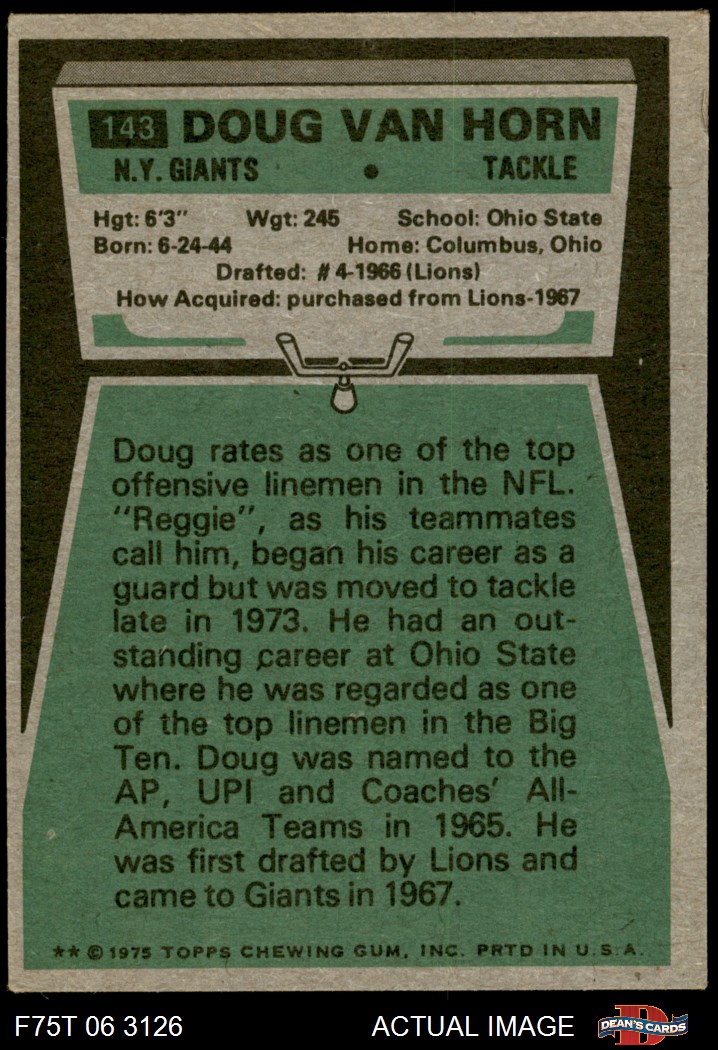 143 DOUG VAN HORN
N.Y. GIANTS • TACKLE
Hgt: 6'3" Wgt: 245 School: Ohio State
Born: 6-24-44 Home: Columbus, Ohio
Drafted: #4-1966 (Lions)
How Acquired: purchased from Lions-1967
Doug rates as one of the top
offensive linemen in the NFL.
"Reggie", as his teammates
call him, began his career as a
guard but was moved to tackle
late in 1973. He had an out-
standing career at Ohio State
where he was regarded as one
of the top linemen in the Big
Ten. Doug was named to the
AP, UPI and Coaches' All-
America Teams in 1965. He
was first drafted by Lions and
came to Giants in 1967.
** © 1975 TOPPS CHEWING GUM, INC. PRTD IN U.S.A.
F75T 06 3126 ACTUAL IMAGE D DEAN'S CARDS